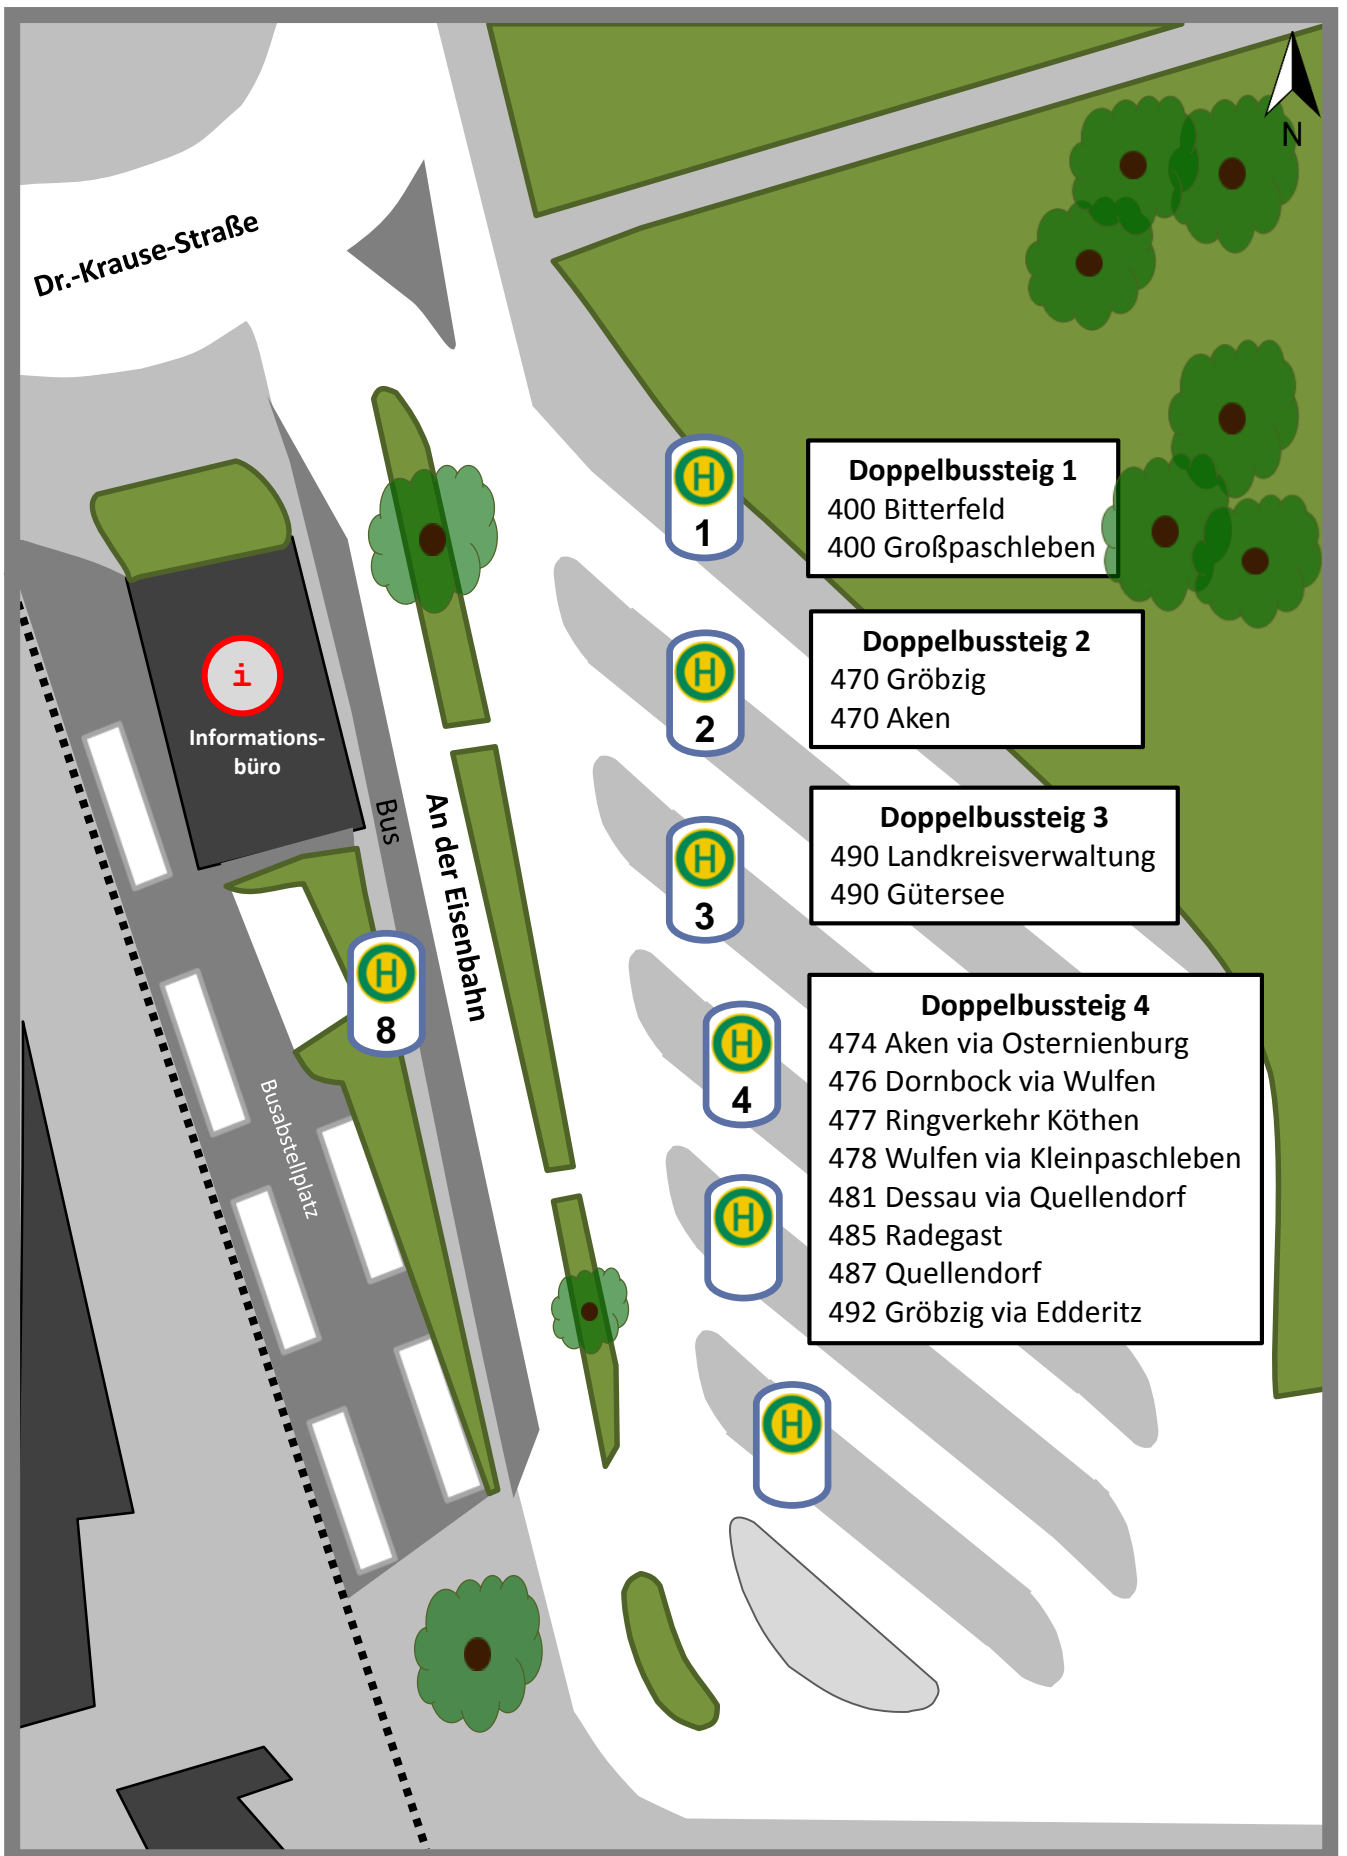 N
Dr.-Krause-Straße
H
1
Doppelbussteig 1
400 Bitterfeld
400 Großpaschleben
H
2
Doppelbussteig 2
470 Gröbzig
470 Aken
i
Informations-
büro
Bus
An der Eisenbahn
H
3
Doppelbussteig 3
490 Landkreisverwaltung
490 Gütersee
H
8
H
4
Doppelbussteig 4
474 Aken via Osternienburg
476 Dornbock via Wulfen
477 Ringverkehr Köthen
478 Wulfen via Kleinpaschleben
481 Dessau via Quellendorf
485 Radegast
487 Quellendorf
492 Gröbzig via Edderitz
Busabstellplatz
H
H